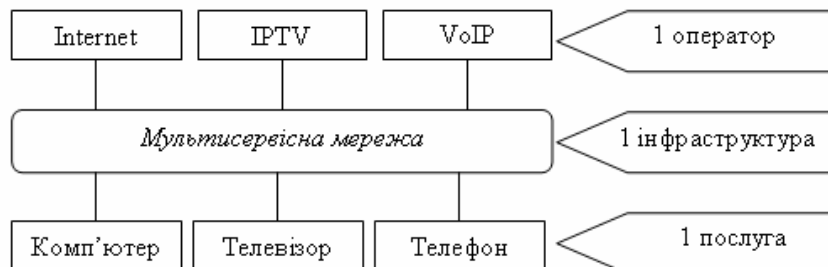 Internet IPTV VoIP 1 оператор
Мультисервісна мережа 1 інфраструктура
Комп’ютер Телевізор Телефон 1 послуга